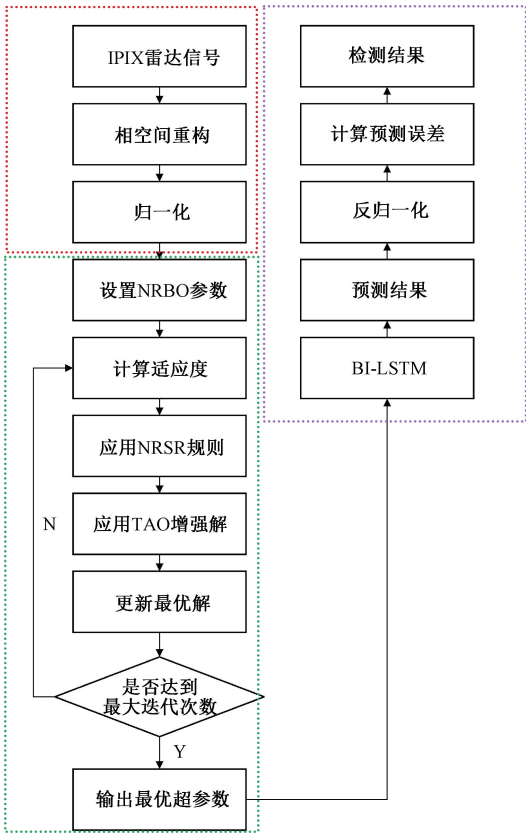 IPIX雷达信号
相空间重构
归一化
设置NRBO参数
计算适应度
应用NRSR规则
应用TAO增强解
更新最优解
是否达到
最大迭代次数
N
Y
输出最优超参数
检测结果
计算预测误差
反归一化
预测结果
BI-LSTM